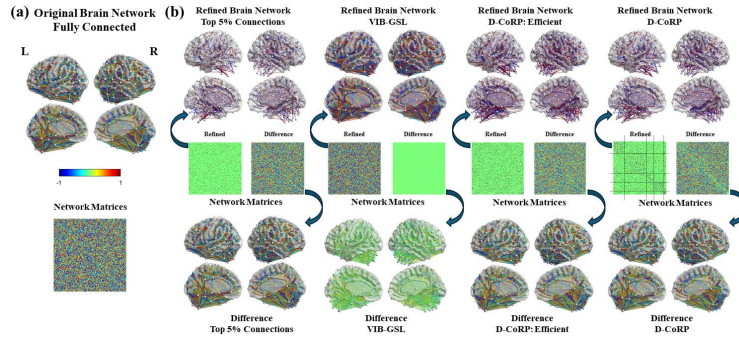 (a)
Original Brain Network
Fully Connected
L
R
-1
1
Network Matrices
(b)
Refined Brain Network
Top 5% Connections
Refined Brain Network
VIB-GSL
Refined Brain Network
D-CoRP: Efficient
Refined Brain Network
D-CoRP
Refined
Difference
Refined
Difference
Refined
Difference
Refined
Difference
Network Matrices
Network Matrices
Network Matrices
Network Matrices
Difference
Top 5% Connections
Difference
VIB-GSL
Difference
D-CoRP: Efficient
Difference
D-CoRP